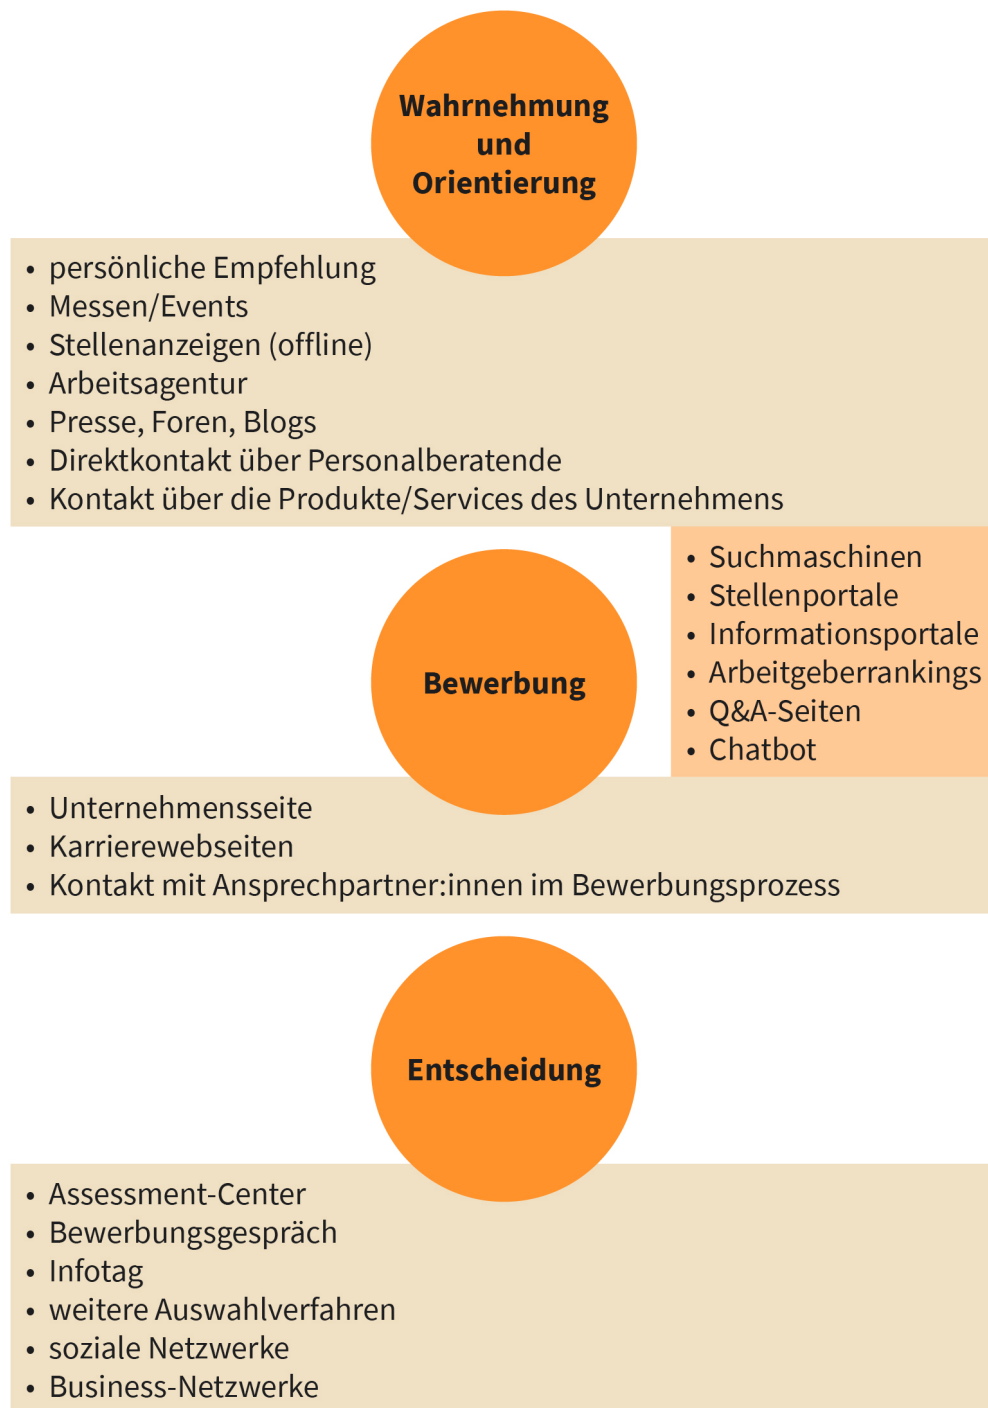 Wahrnehmung
und
Orientierung
• persönliche Empfehlung
• Messen/Events
• Stellenanzeigen (offline)
• Arbeitsagentur
• Presse, Foren, Blogs
• Direktkontakt über Personalberatende
• Kontakt über die Produkte/Services des Unternehmens
• Suchmaschinen
• Stellenportale
• Informationsportale
• Arbeitgeberrankings
• Q&A-Seiten
• Chatbot
Bewerbung
• Unternehmensseite
• Karrierewebseiten
• Kontakt mit Ansprechpartner:innen im Bewerbungsprozess
Entscheidung
• Assessment-Center
• Bewerbungsgespräch
• Infotag
• weitere Auswahlverfahren
• soziale Netzwerke
• Business-Netzwerke